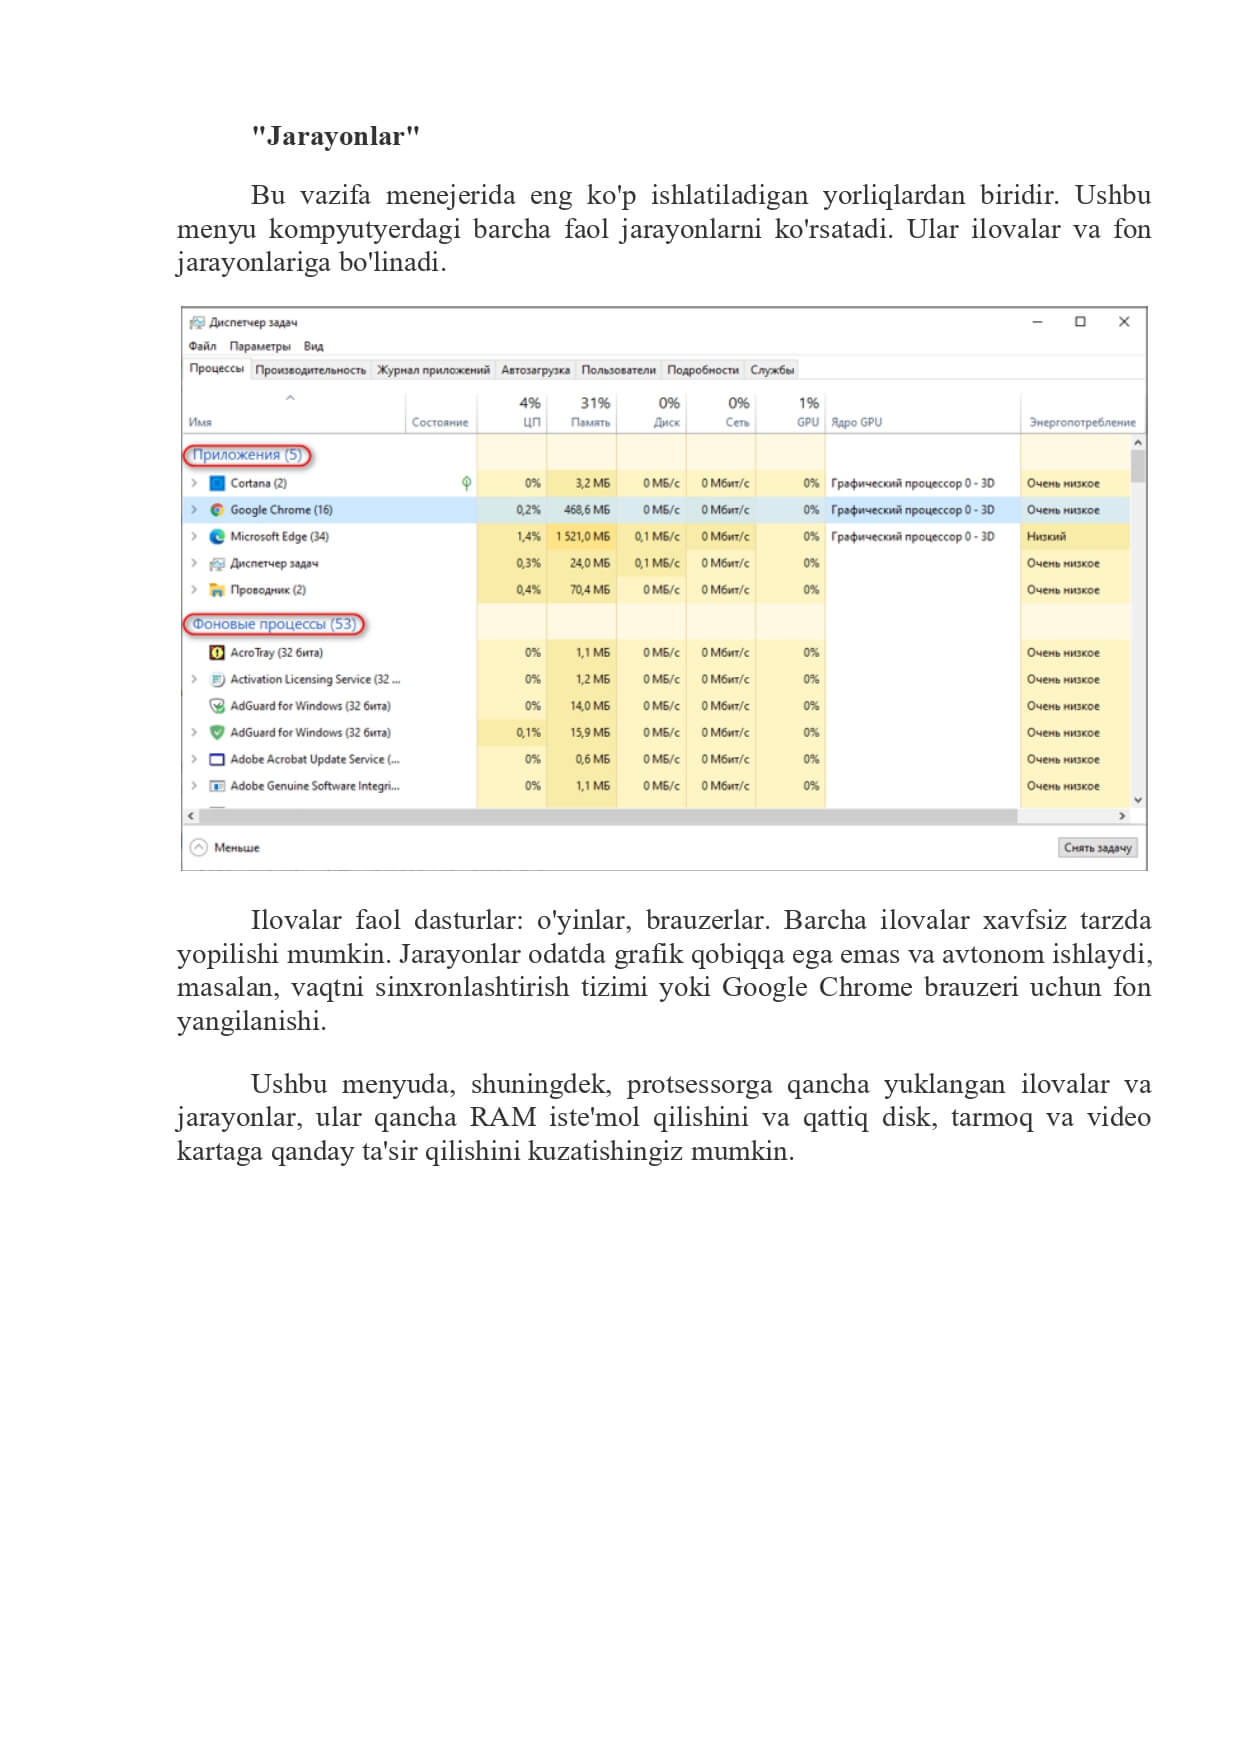 "Jarayonlar"
Bu vazifa menejerida eng ko'p ishlatiladigan yorliqlardan biridir. Ushbu
menyu kompyutyerdagi barcha faol jarayonlarni ko'rsatadi. Ular ilovalar va fon
jarayonlariga bo'linadi.
Диспетчер задач
Файл Параметры Вид
Процессы Производительность Журнал приложений Автозагрузка Пользователи Подробности Службы
4% 31% 0% 0% 1%
Имя Состояние ЦП Память Диск Сеть GPU Ядро GPU Энергопотребление
Приложения (5)
Cortana (2) 0% 3,2 МБ 0 МБ/с 0 Мбит/с 0% Графический процессор 0 - 3D Очень низкое
Google Chrome (16) 0,2% 468,6 МБ 0 МБ/с 0 Мбит/с 0% Графический процессор 0 - 3D Очень низкое
Microsoft Edge (34) 1,4% 1 521,0 МБ 0,1 МБ/с 0 Мбит/с 0% Графический процессор 0 - 3D Низкий
Диспетчер задач 0,3% 24,0 МБ 0,1 МБ/с 0 Мбит/с 0% Очень низкое
Проводник (2) 0,4% 70,4 МБ 0 МБ/с 0 Мбит/с 0% Очень низкое
Фоновые процессы (53)
AcroTray (32 бита) 0% 1,1 МБ 0 МБ/с 0 Мбит/с 0% Очень низкое
Activation Licensing Service (32 ... 0% 1,2 МБ 0 МБ/с 0 Мбит/с 0% Очень низкое
AdGuard for Windows (32 бита) 0% 14,0 МБ 0 МБ/с 0 Мбит/с 0% Очень низкое
AdGuard for Windows (32 бита) 0,1% 15,9 МБ 0 МБ/с 0 Мбит/с 0% Очень низкое
Adobe Acrobat Update Service (... 0% 0,6 МБ 0 МБ/с 0 Мбит/с 0% Очень низкое
Adobe Genuine Software Integri... 0% 1,1 МБ 0 МБ/с 0 Мбит/с 0% Очень низкое
Меньше Снять задачу
Ilovalar faol dasturlar: o'yinlar, brauzerlar. Barcha ilovalar xavfsiz tarzda
yopilishi mumkin. Jarayonlar odatda grafik qobiqqa ega emas va avtonom ishlaydi,
masalan, vaqtni sinxronlashtirish tizimi yoki Google Chrome brauzeri uchun fon
yangilanishi.
Ushbu menyuda, shuningdek, protsessorga qancha yuklangan ilovalar va
jarayonlar, ular qancha RAM iste'mol qilishini va qattiq disk, tarmoq va video
kartaga qanday ta'sir qilishini kuzatishingiz mumkin.